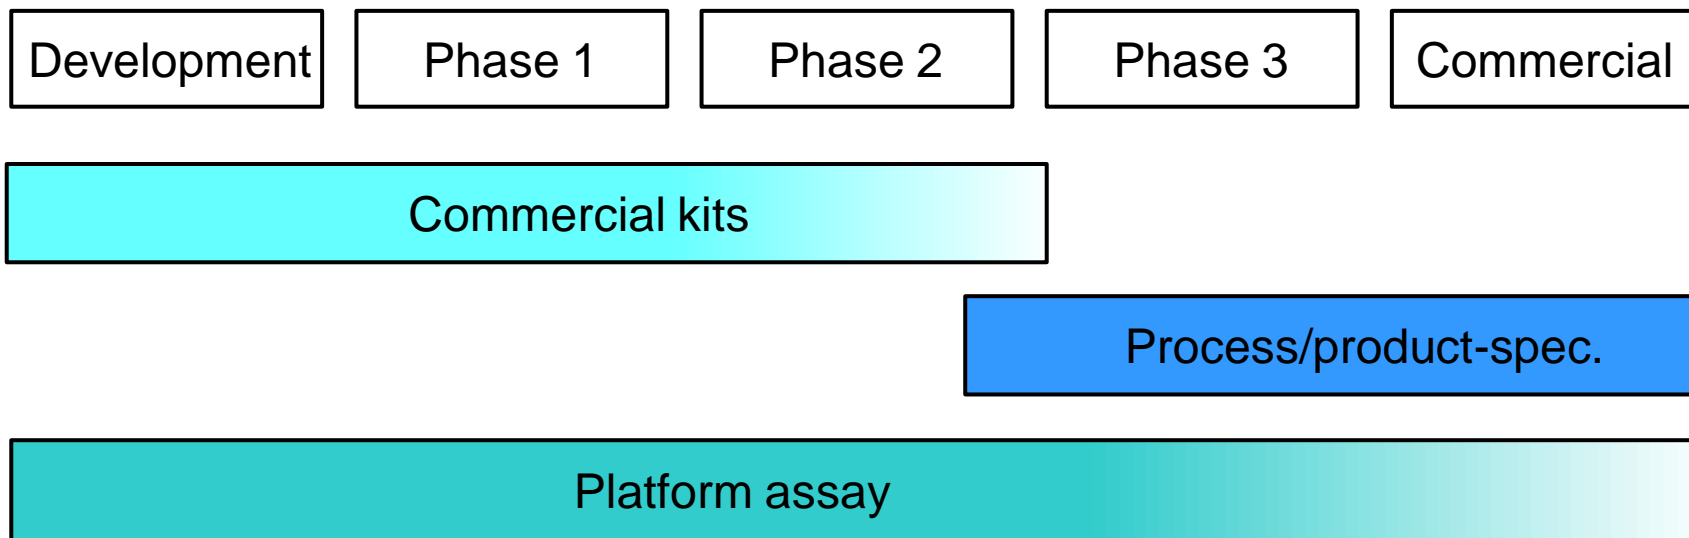 Development
Phase 1
Phase 2
Phase 3
Commercial
Commercial kits
Process/product-spec.
Platform assay